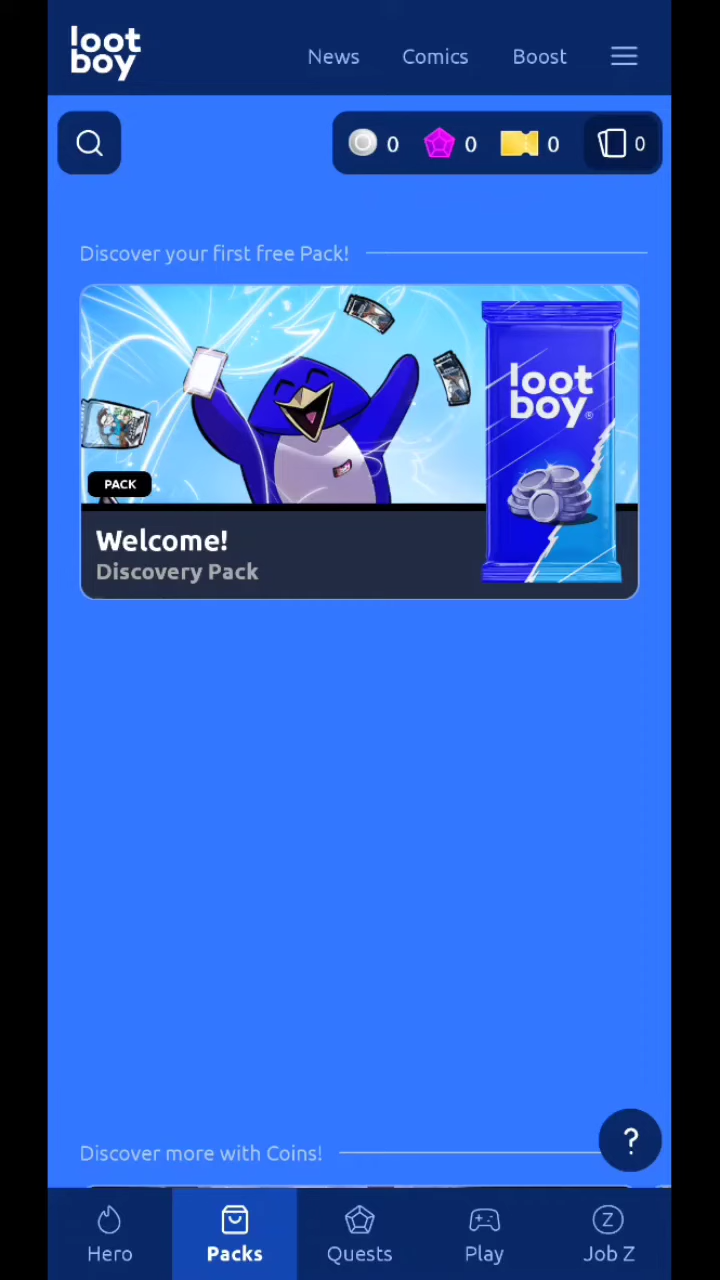 loot
boy
News
Comics
Boost
0
0
0
0
Discover your first free Pack!
loot
boy®
PACK
Welcome!
Discovery Pack
?
Discover more with Coins!
Hero
Packs
Quests
Play
Z
Job Z